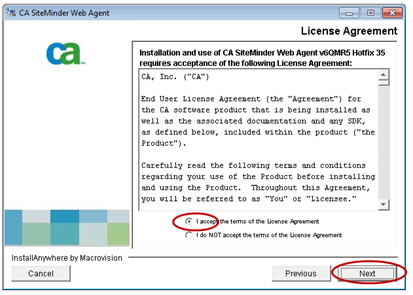 CA SiteMinder Web Agent
License Agreement
ca
Installation and use of CA SiteMinder Web Agent v6QMR5 Hotfix 35
requires acceptance of the following License Agreement:
CA, Inc. ("CA")
End User License Agreement (the "Agreement") for
the CA software product that is being installed as
well as the associated documentation and any SDK,
as defined below, included within the product ("the
Product").
Carefully read the following terms and conditions
regarding your use of the Product before installing
and using the Product.  Throughout this Agreement,
you will be referred to as "You" or "Licensee."
I accept the terms of the License Agreement
I do NOT accept the terms of the License Agreement
InstallAnywhere by Macrovision
Cancel
Previous
Next